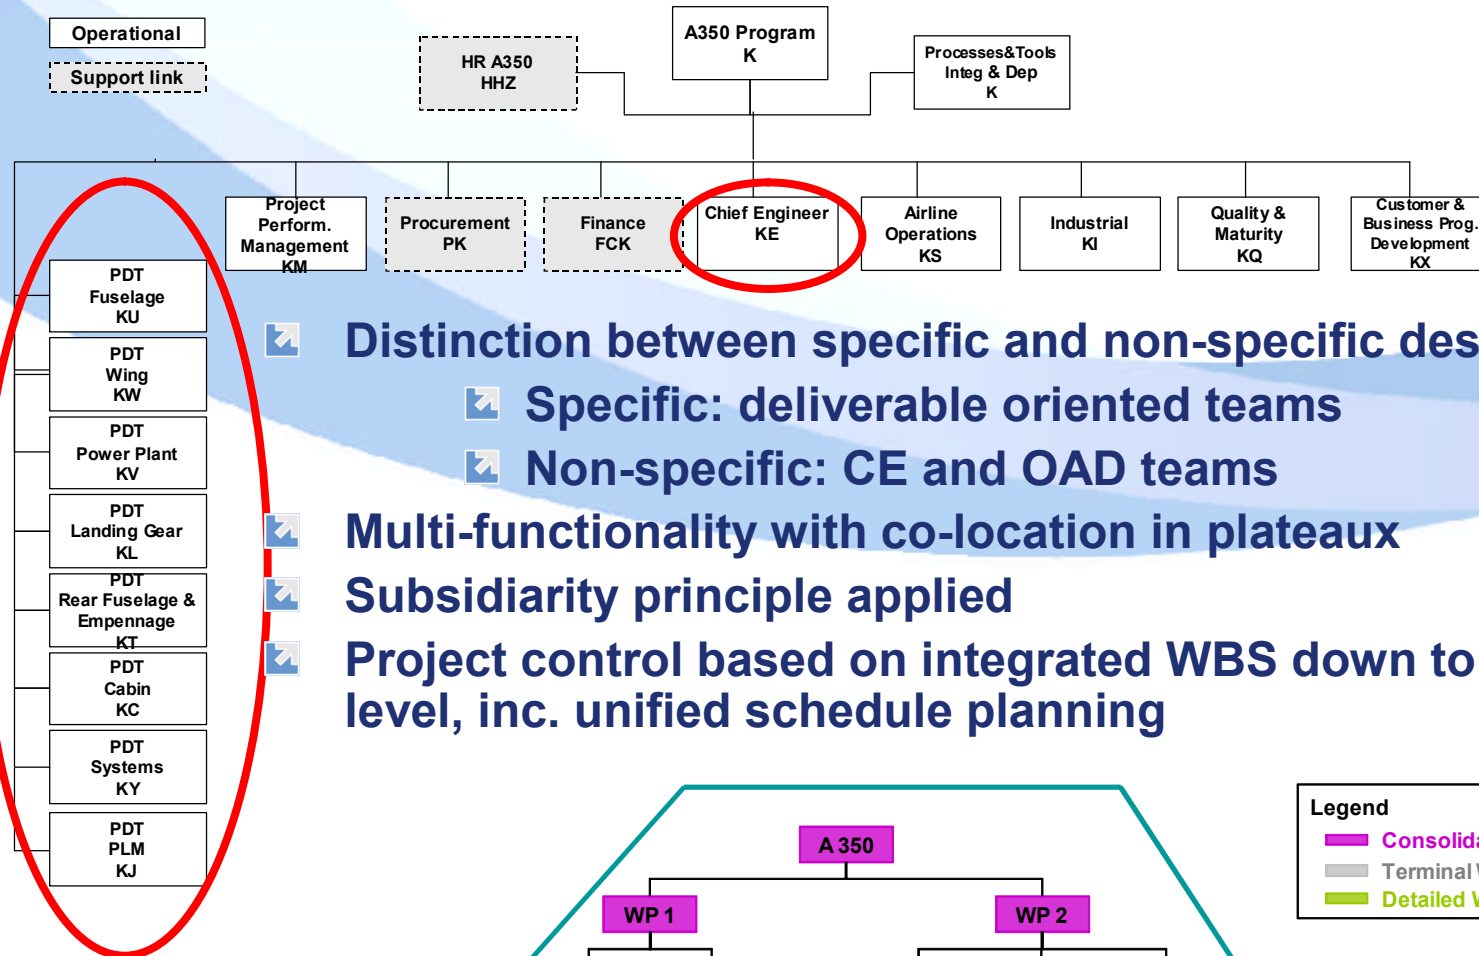 Operational
Support link
HR A350
HHZ
A350 Program
K
Processes&Tools
Integ & Dep
K
Project
Perform.
Management
KM
Procurement
PK
Finance
FCK
Chief Engineer
KE
Airline
Operations
KS
Industrial
KI
Quality &
Maturity
KQ
Customer &
Business Prog.
Development
KX
PDT
Fuselage
KU
PDT
Wing
KW
PDT
Power Plant
KV
PDT
Landing Gear
KL
PDT
Rear Fuselage &
Empennage
KT
PDT
Cabin
KC
PDT
Systems
KY
PDT
PLM
KJ
Distinction between specific and non-specific des
Specific: deliverable oriented teams
Non-specific: CE and OAD teams
Multi-functionality with co-location in plateaux
Subsidiarity principle applied
Project control based on integrated WBS down to
level, inc. unified schedule planning
A 350
WP 1
WP 2
Legend
Consolida
Terminal W
Detailed W